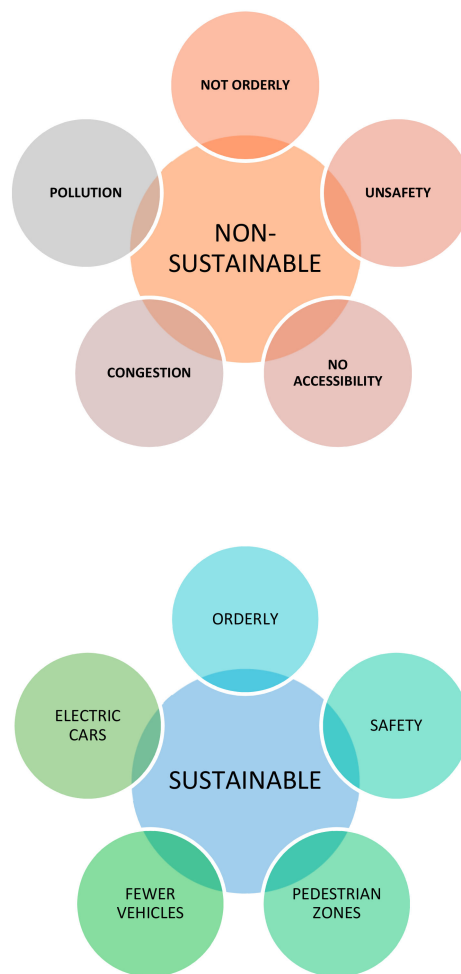 NOT ORDERLY
POLLUTION
UNSAFETY
NON-
SUSTAINABLE
CONGESTION
NO
ACCESSIBILITY
ORDERLY
ELECTRIC
CARS
SAFETY
SUSTAINABLE
FEWER
VEHICLES
PEDESTRIAN
ZONES